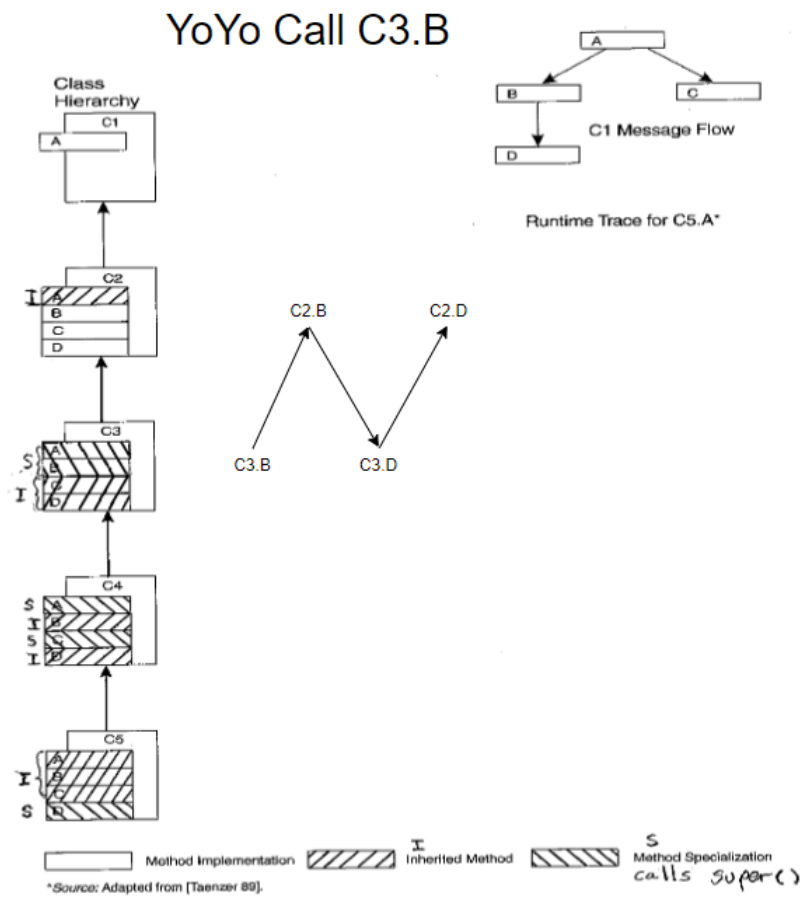 YoYo Call C3.B
A
B
C
C1 Message Flow
D
Runtime Trace for C5.A*
Class
Hierarchy
C1
A
C2
I
A
B
C
D
C2.B
C2.D
C3
S
A
B
I
C
D
C3.B
C3.D
C4
S
A
I
B
S
C
I
D
C5
A
I
B
C
S
D
Method Implementation
I
Inherited Method
S
Method Specialization
calls super()
*Source: Adapted from [Taenzer 89].